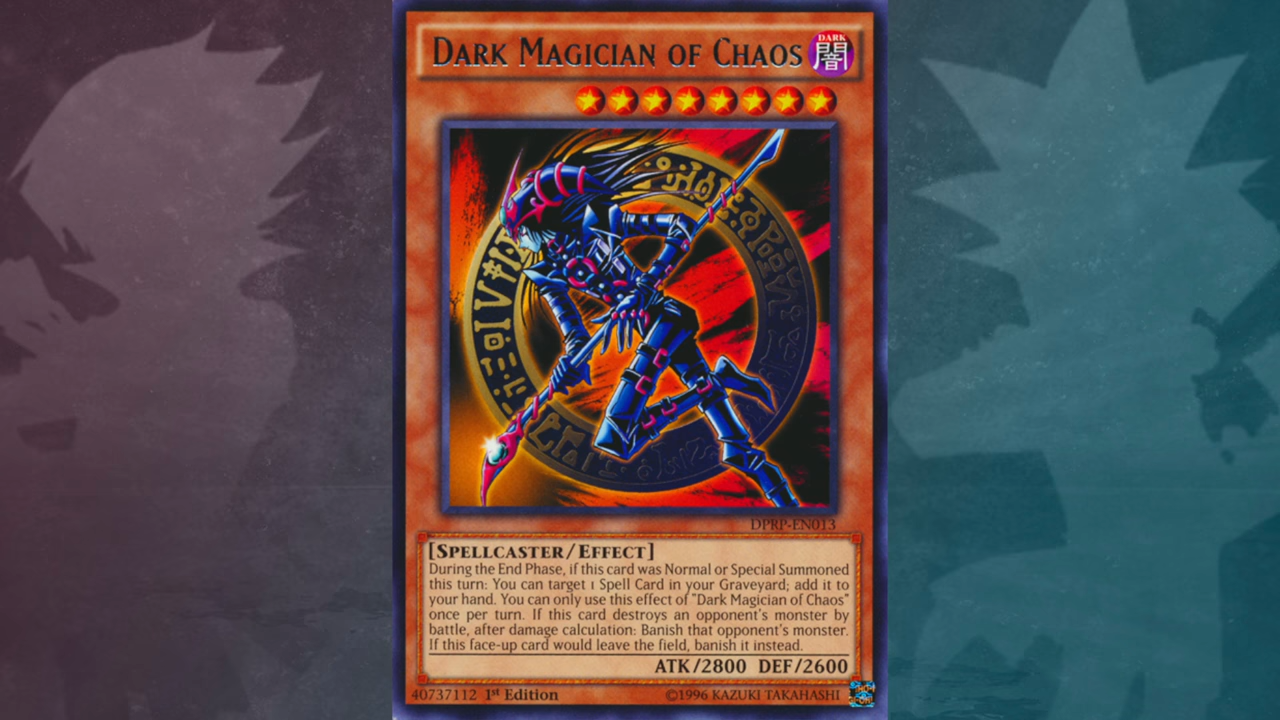 DARK MAGICIAN OF CHAOS
DARK
闇
DPRP-EN013
[SPELLCASTER/EFFECT]
During the End Phase, if this card was Normal or Special Summoned
this turn: You can target 1 Spell Card in your Graveyard; add it to
your hand. You can only use this effect of "Dark Magician of Chaos"
once per turn. If this card destroys an opponent's monster by
battle, after damage calculation: Banish that opponent's monster.
If this face-up card would leave the field, banish it instead.
ATK/2800 DEF/2600
40737112 1st Edition
©1996 KAZUKI TAKAHASHI